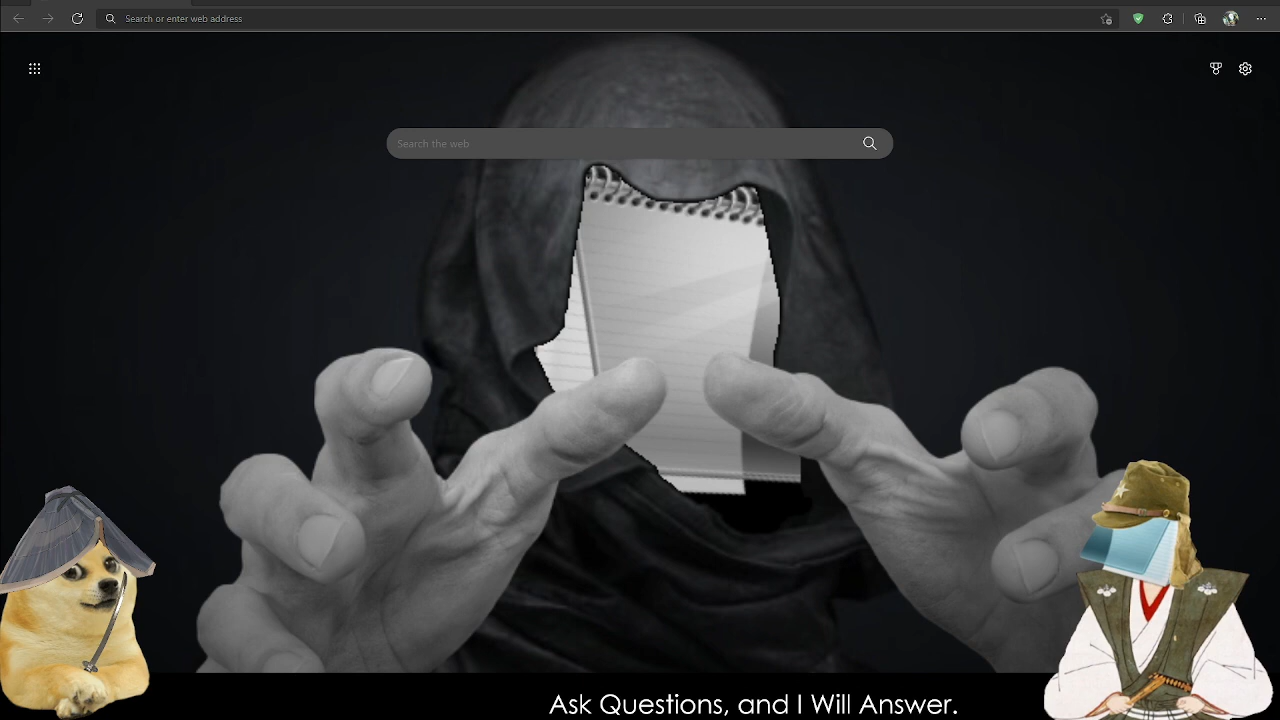 Search or enter web address
Search the web
Ask Questions, and I Will Answer.